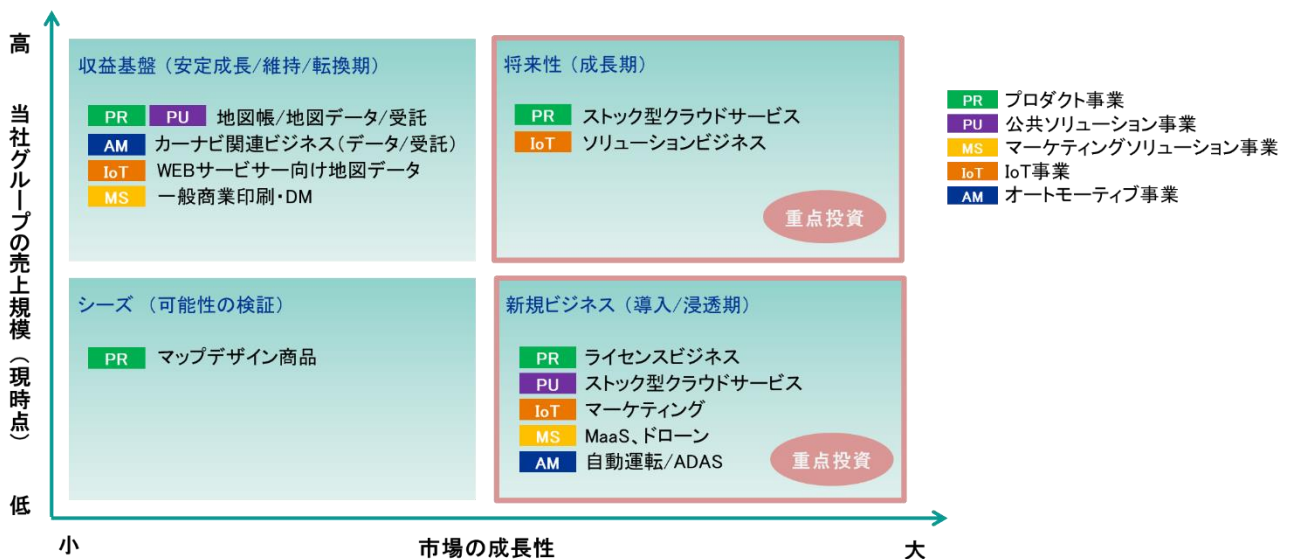 高
当社グループの売上規模（現時点）
低
収益基盤（安定成長/維持/転換期）
PR PU 地図帳/地図データ/受託
AM カーナビ関連ビジネス（データ/受託）
IoT WEBサービサー向け地図データ
MS 一般商業印刷・DM
将来性（成長期）
PR ストック型クラウドサービス
IoT ソリューションビジネス
重点投資
シーズ （可能性の検証）
PR マップデザイン商品
新規ビジネス（導入/浸透期）
PR ライセンスビジネス
PU ストック型クラウドサービス
IoT マーケティング
MS MaaS、ドローン
AM 自動運転/ADAS
重点投資
小
市場の成長性
大
PR プロダクト事業
PU 公共ソリューション事業
MS マーケティングソリューション事業
IoT IoT事業
AM オートモーティブ事業